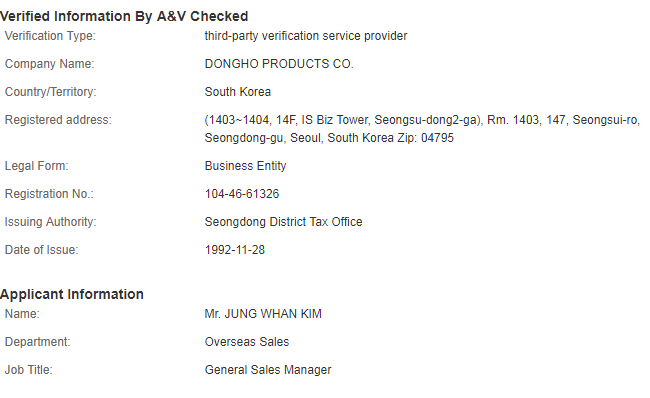 Verified Information By A&V Checked
Verification Type: third-party verification service provider
Company Name: DONGHO PRODUCTS CO.
Country/Territory: South Korea
Registered address: (1403~1404, 14F, IS Biz Tower, Seongsu-dong2-ga), Rm. 1403, 147, Seongsui-ro,
Seongdong-gu, Seoul, South Korea Zip: 04795
Legal Form: Business Entity
Registration No.: 104-46-61326
Issuing Authority: Seongdong District Tax Office
Date of Issue: 1992-11-28
Applicant Information
Name: Mr. JUNG WHAN KIM
Department: Overseas Sales
Job Title: General Sales Manager